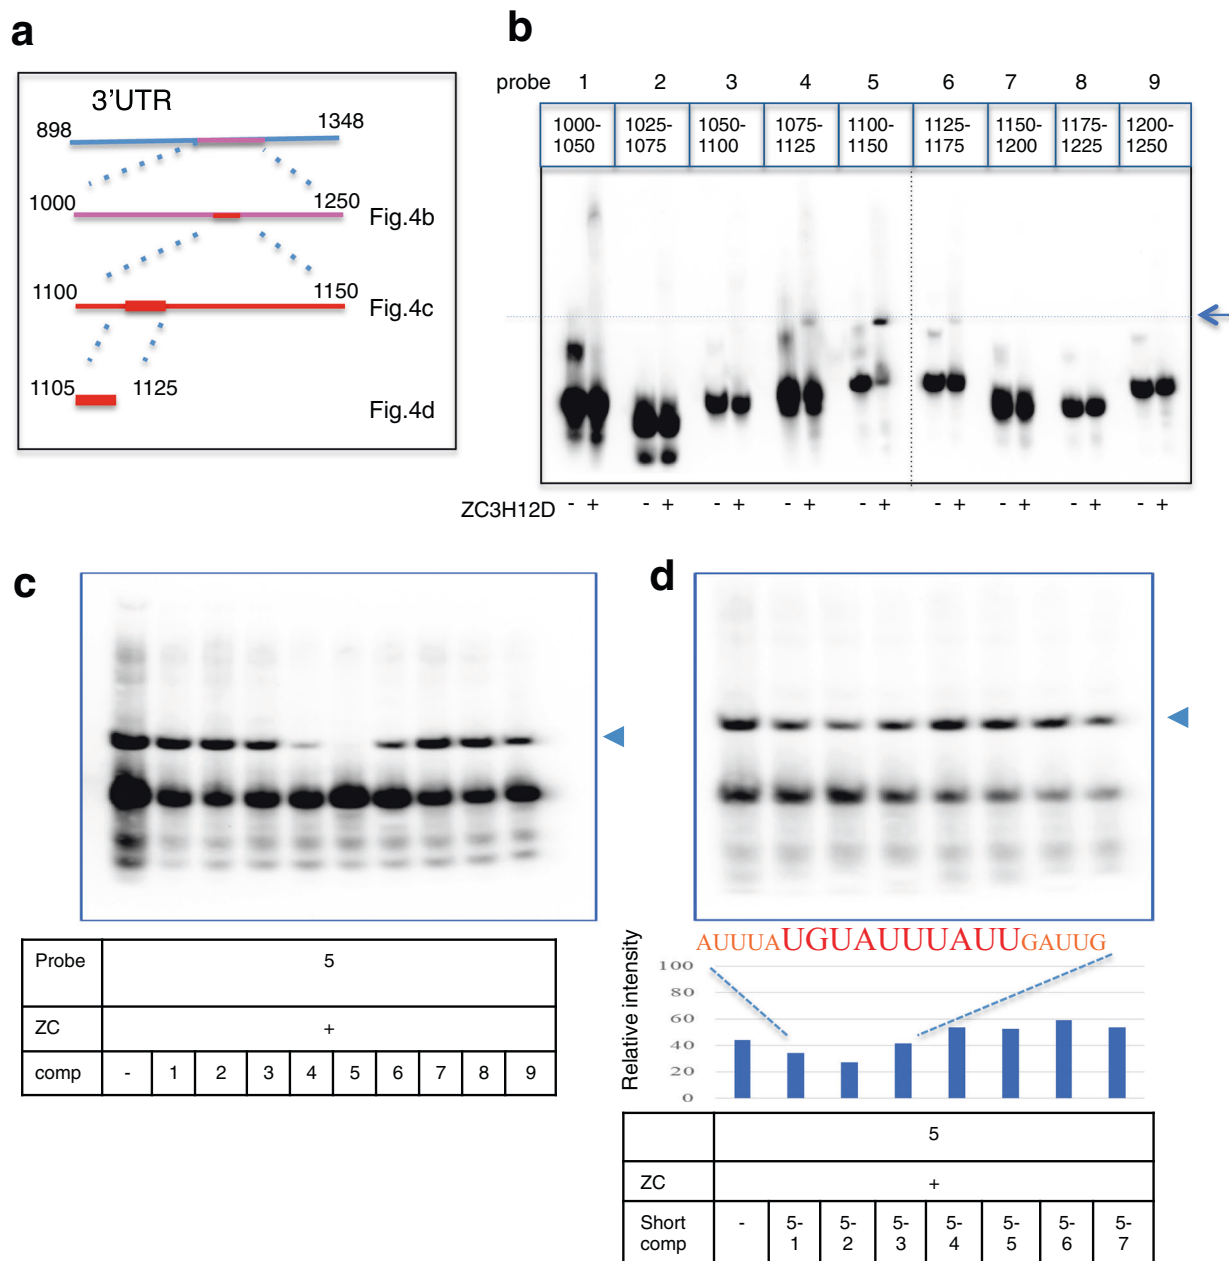 a
3'UTR
898
1348
1000
1250
Fig.4b
1100
1150
Fig.4c
1105
1125
Fig.4d
b
probe 1 2 3 4 5 6 7 8 9
1000-1050 1025-1075 1050-1100 1075-1125 1100-1150 1125-1175 1150-1200 1175-1225 1200-1250
ZC3H12D - + - + - + - + - + - + - + - + - +
c
Probe 5
ZC +
comp - 1 2 3 4 5 6 7 8 9
d
AUUUAUGUAUUUAUUGAUUG
Relative intensity
100
80
60
40
20
0
5
ZC +
Short comp - 5-1 5-2 5-3 5-4 5-5 5-6 5-7